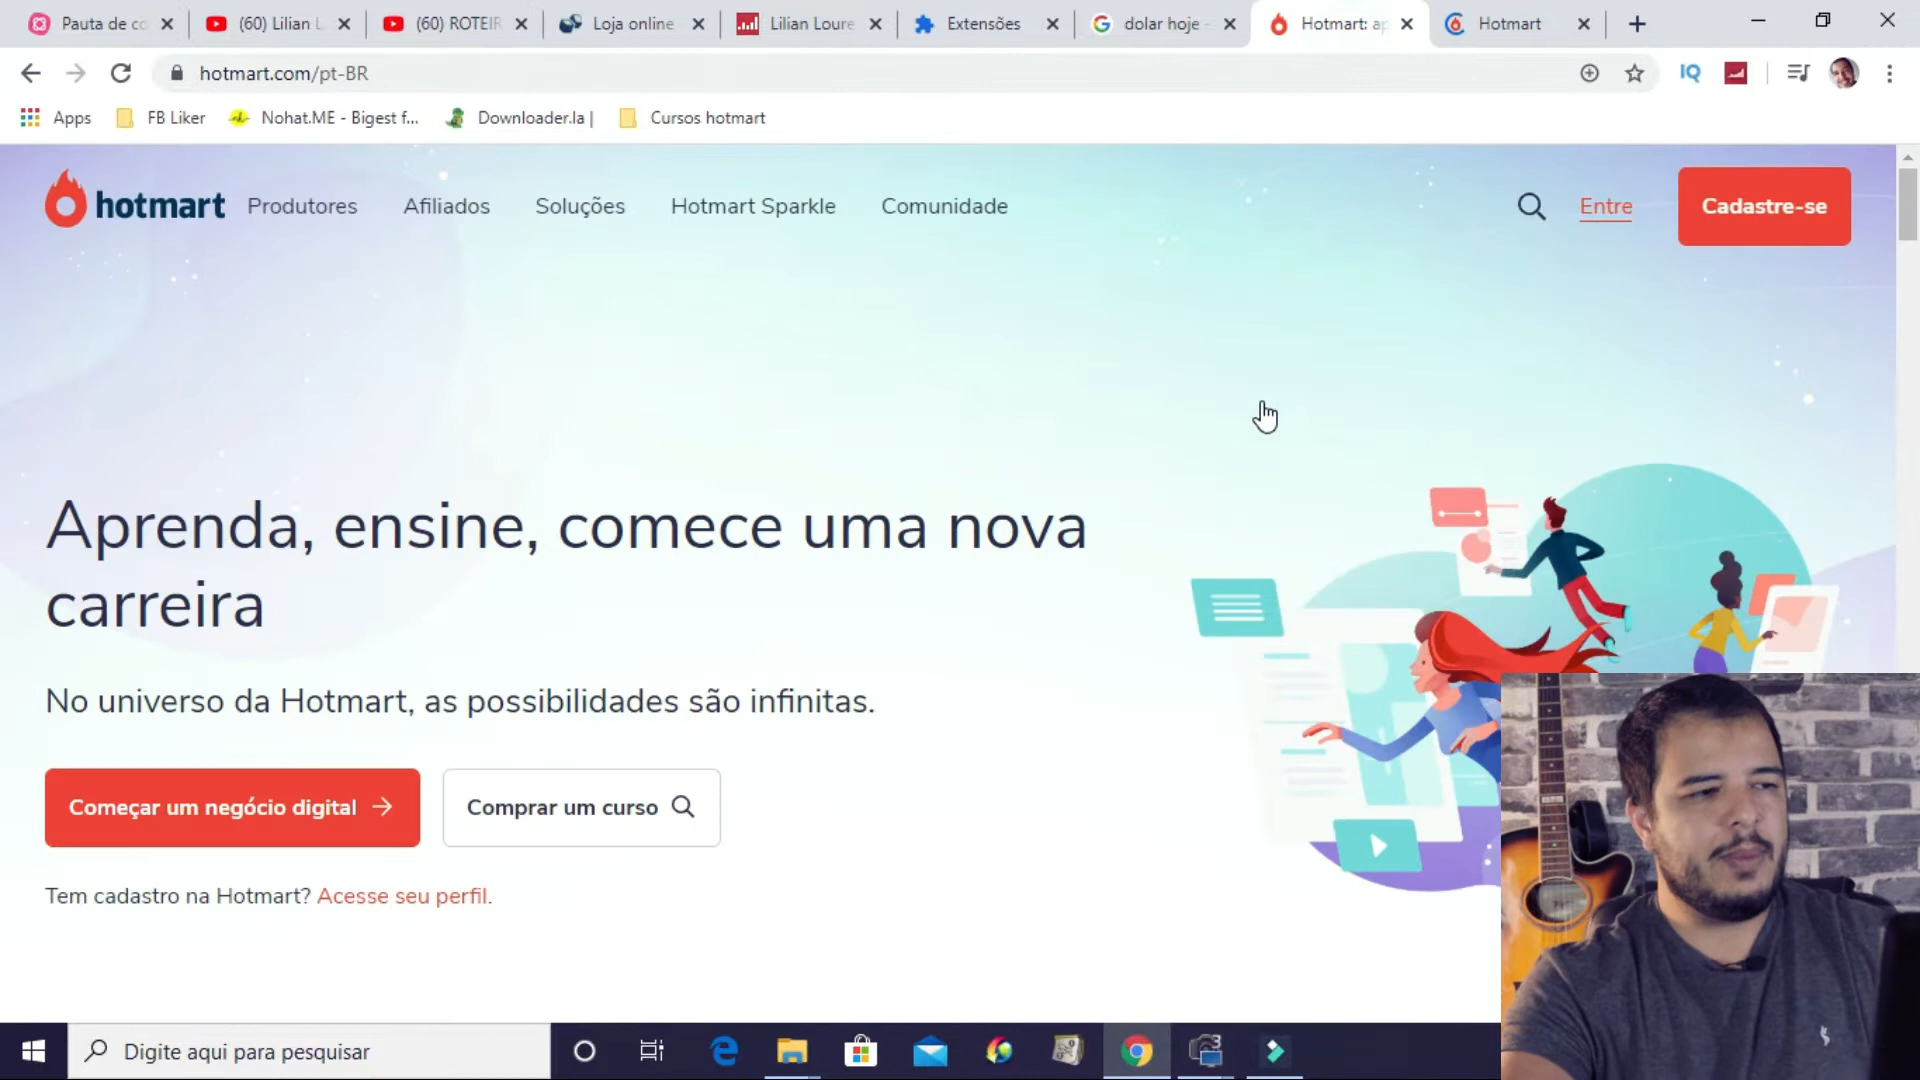 Pauta de co
(60) Lilian L
(60) ROTEIR
Loja online
Lilian Loure
Extensões
dolar hoje -
Hotmart: ap
Hotmart
hotmart.com/pt-BR
IQ
Apps
FB Liker
Nohat.ME - Bigest f...
Downloader.la |
Cursos hotmart
hotmart
Produtores
Afiliados
Soluções
Hotmart Sparkle
Comunidade
Entre
Cadastre-se
Aprenda, ensine, comece uma nova
carreira
No universo da Hotmart, as possibilidades são infinitas.
Começar um negócio digital
Comprar um curso
Tem cadastro na Hotmart? Acesse seu perfil.
Digite aqui para pesquisar